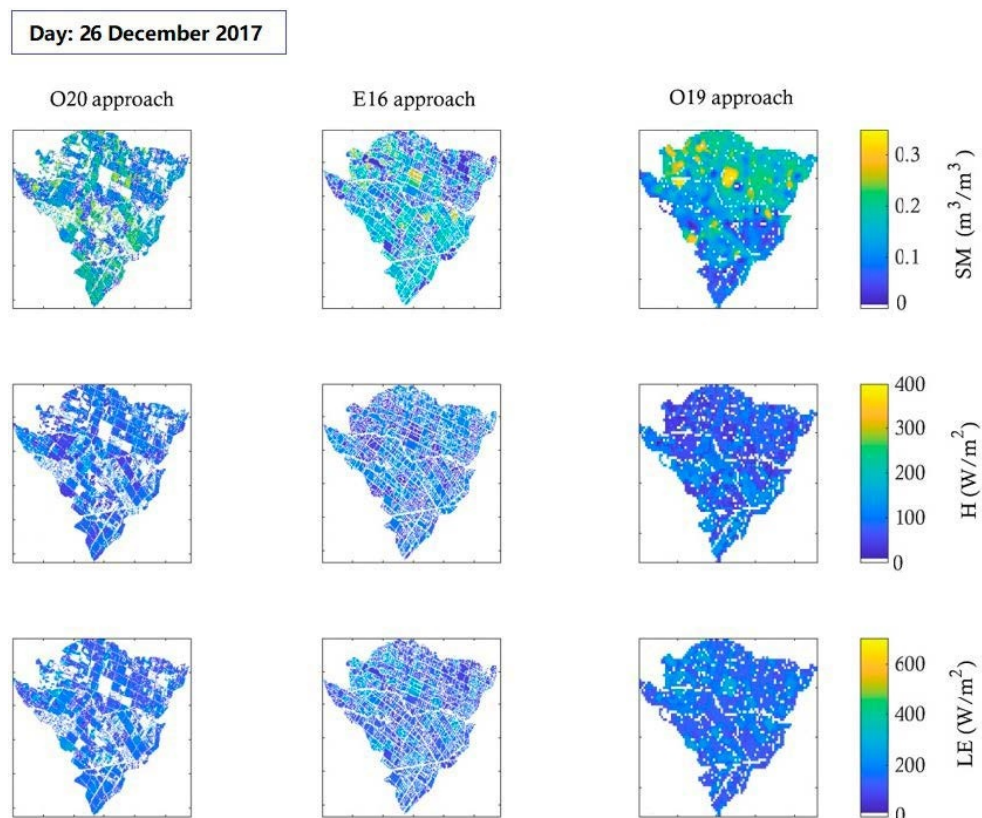 Day: 26 December 2017
O20 approach
E16 approach
O19 approach
0.3
0.2
0.1
0
SM (m³/m³)
400
300
200
100
0
H (W/m²)
600
400
200
0
LE (W/m²)